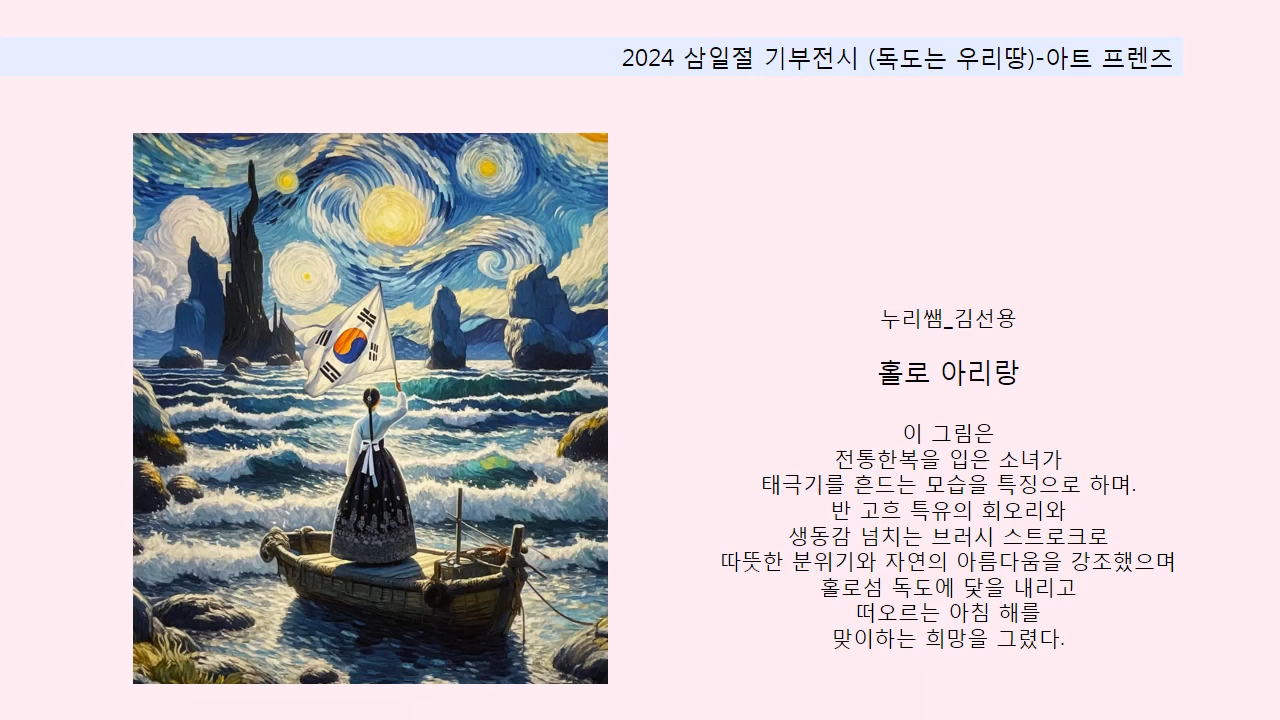 2024 삼일절 기부전시 (독도는 우리땅)-아트 프렌즈
누리쌤_김선용
홀로 아리랑
이 그림은
전통한복을 입은 소녀가
태극기를 흔드는 모습을 특징으로 하며.
반 고흐 특유의 회오리와
생동감 넘치는 브러시 스트로크로
따뜻한 분위기와 자연의 아름다움을 강조했으며
홀로섬 독도에 닻을 내리고
떠오르는 아침 해를
맞이하는 희망을 그렸다.